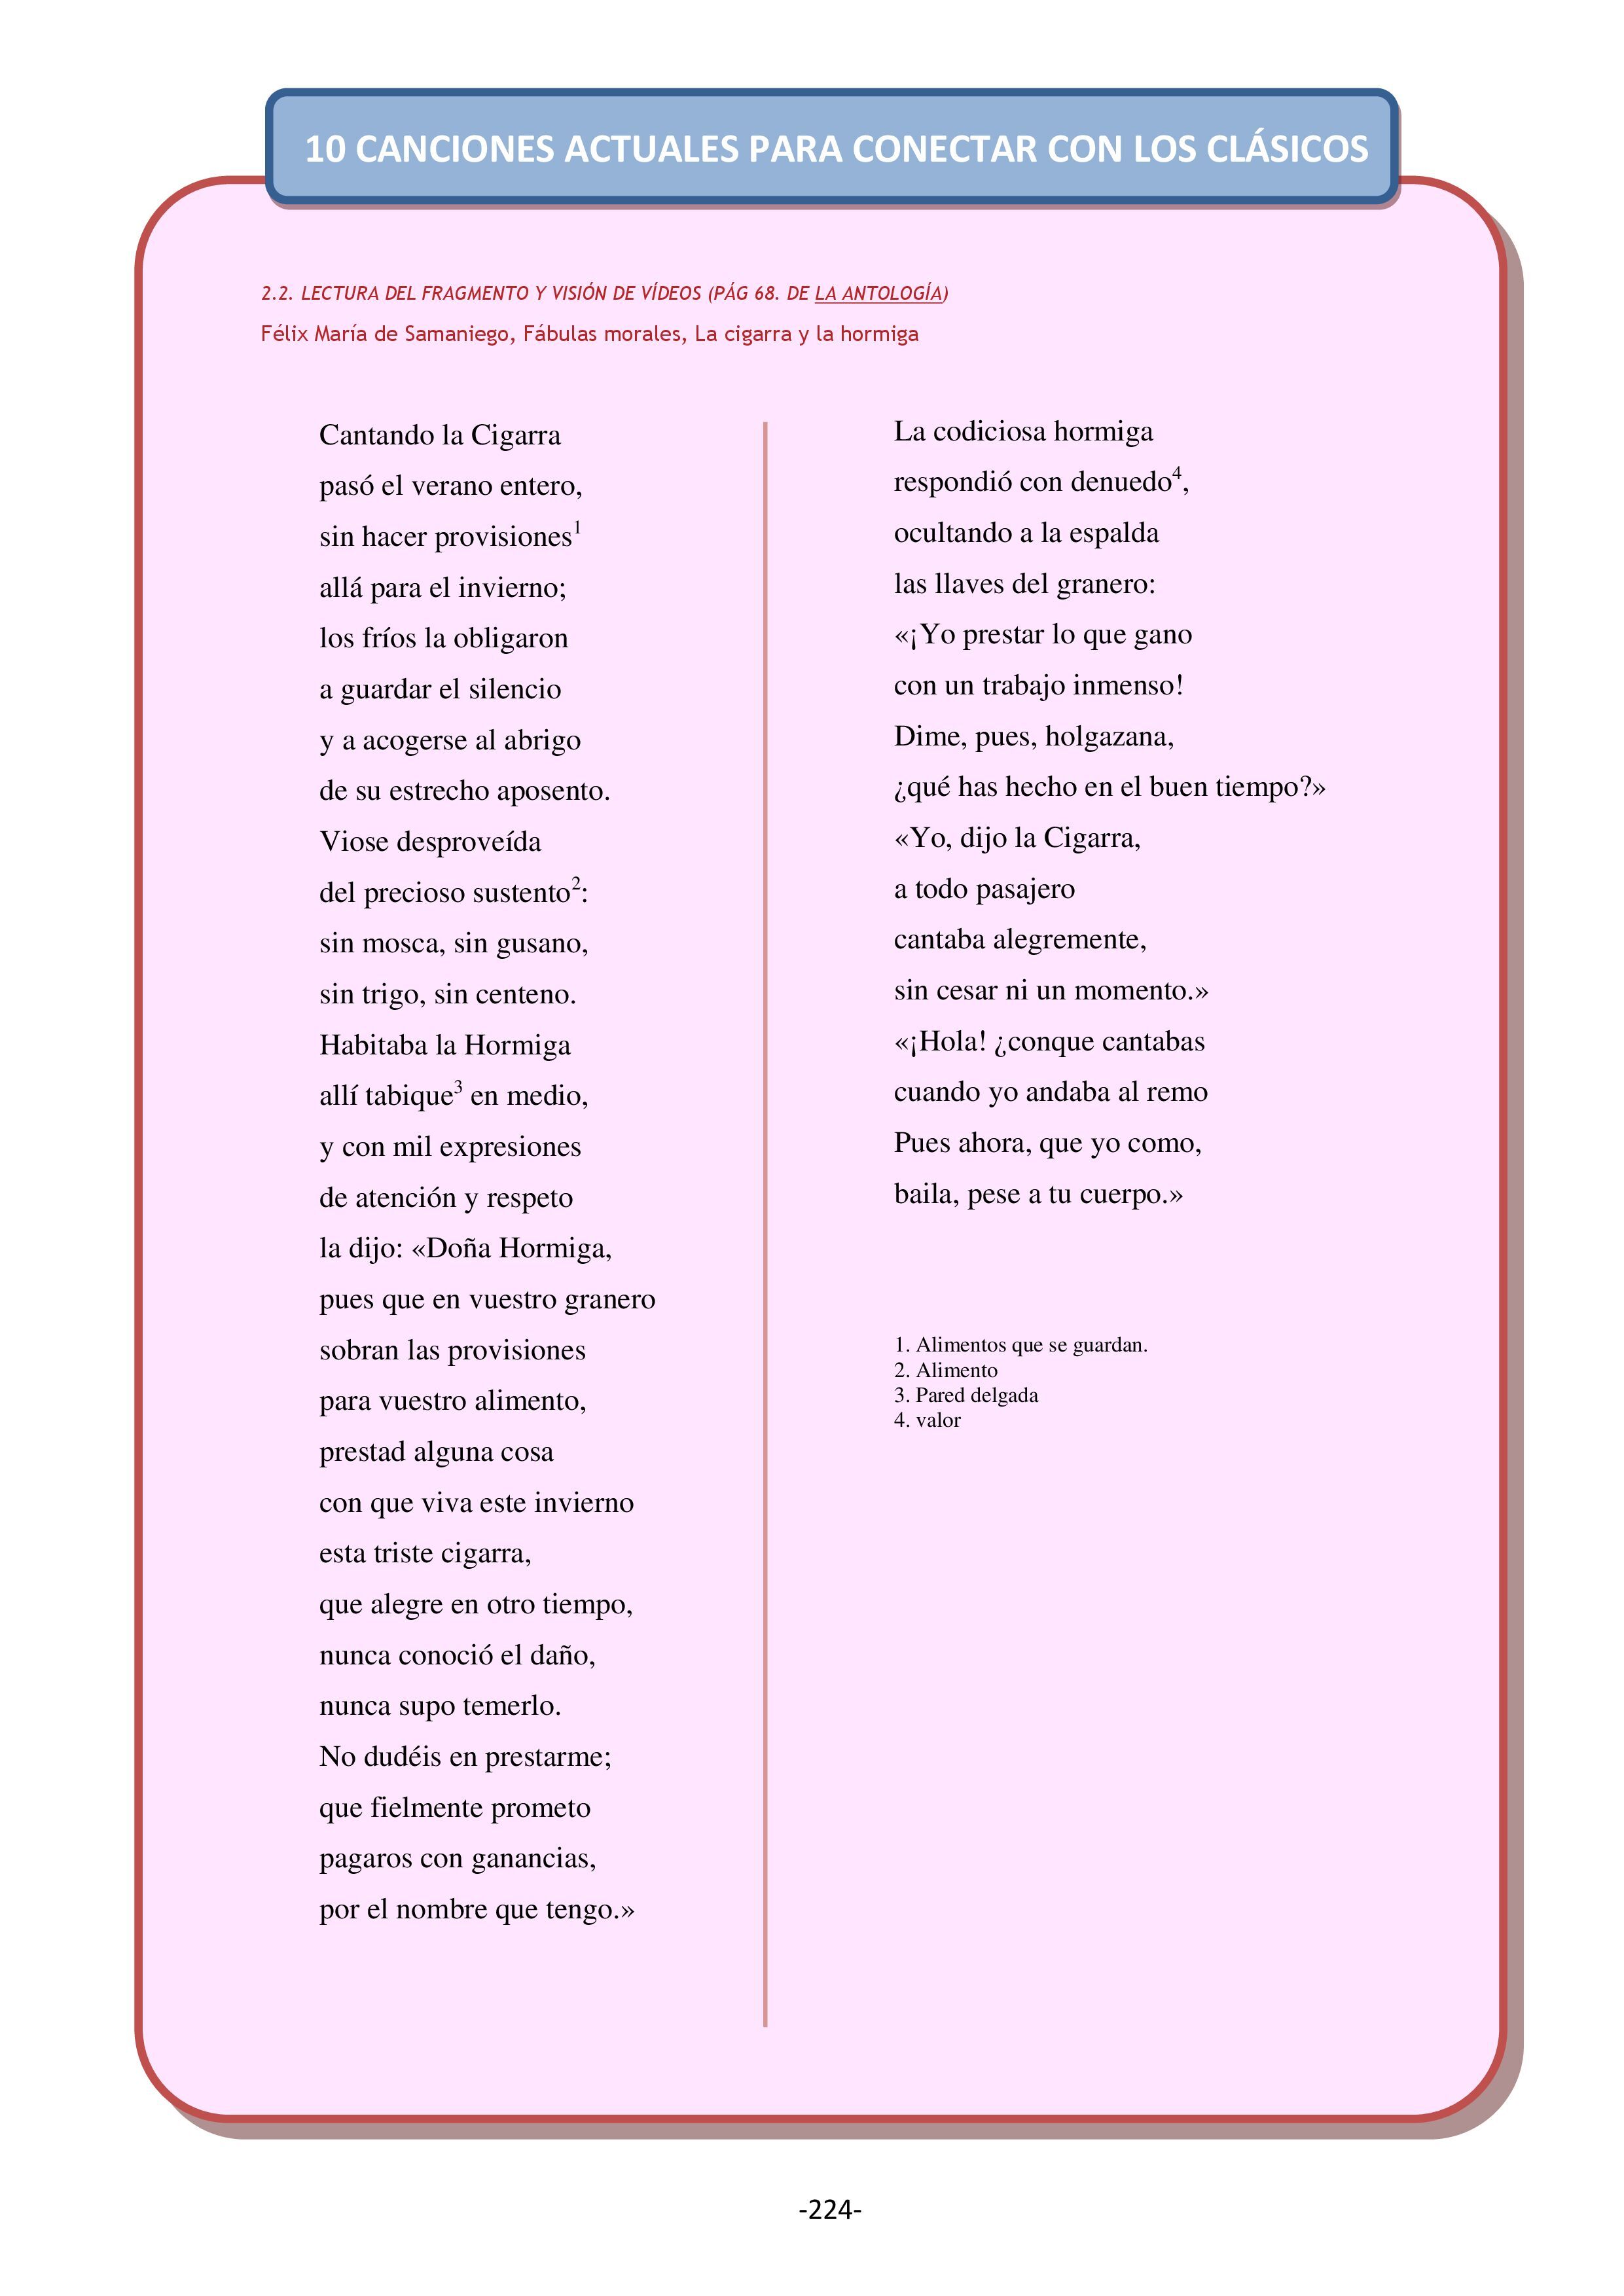 10 CANCIONES ACTUALES PARA CONECTAR CON LOS CLÁSICOS
2.2. LECTURA DEL FRAGMENTO Y VISIÓN DE VÍDEOS (PÁG 68. DE LA ANTOLOGÍA)
Félix María de Samaniego, Fábulas morales, La cigarra y la hormiga
Cantando la Cigarra
pasó el verano entero,
sin hacer provisiones¹
allá para el invierno;
los fríos la obligaron
a guardar el silencio
y a acogerse al abrigo
de su estrecho aposento.
Viose desproveída
del precioso sustento²:
sin mosca, sin gusano,
sin trigo, sin centeno.
Habitaba la Hormiga
allí tabique³ en medio,
y con mil expresiones
de atención y respeto
la dijo: «Doña Hormiga,
pues que en vuestro granero
sobran las provisiones
para vuestro alimento,
prestad alguna cosa
con que viva este invierno
esta triste cigarra,
que alegre en otro tiempo,
nunca conoció el daño,
nunca supo temerlo.
No dudéis en prestarme;
que fielmente prometo
pagaros con ganancias,
por el nombre que tengo.»
La codiciosa hormiga
respondió con denuedo⁴,
ocultando a la espalda
las llaves del granero:
«¡Yo prestar lo que gano
con un trabajo inmenso!
Dime, pues, holgazana,
¿qué has hecho en el buen tiempo?»
«Yo, dijo la Cigarra,
a todo pasajero
cantaba alegremente,
sin cesar ni un momento.»
«¡Hola! ¿conque cantabas
cuando yo andaba al remo
Pues ahora, que yo como,
baila, pese a tu cuerpo.»
1. Alimentos que se guardan.
2. Alimento
3. Pared delgada
4. valor
-224-